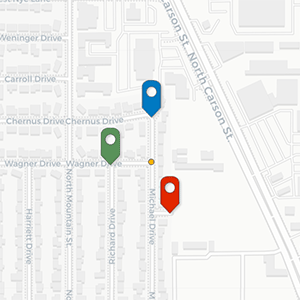 Weninger Drive
Carson St.
North Carson St.
Carroll Drive
Chernus Drive
Chernus Drive
Wagner Drive
Wagner Drive
North Mountain St.
Harriett Drive
Richard Drive
Michael Drive